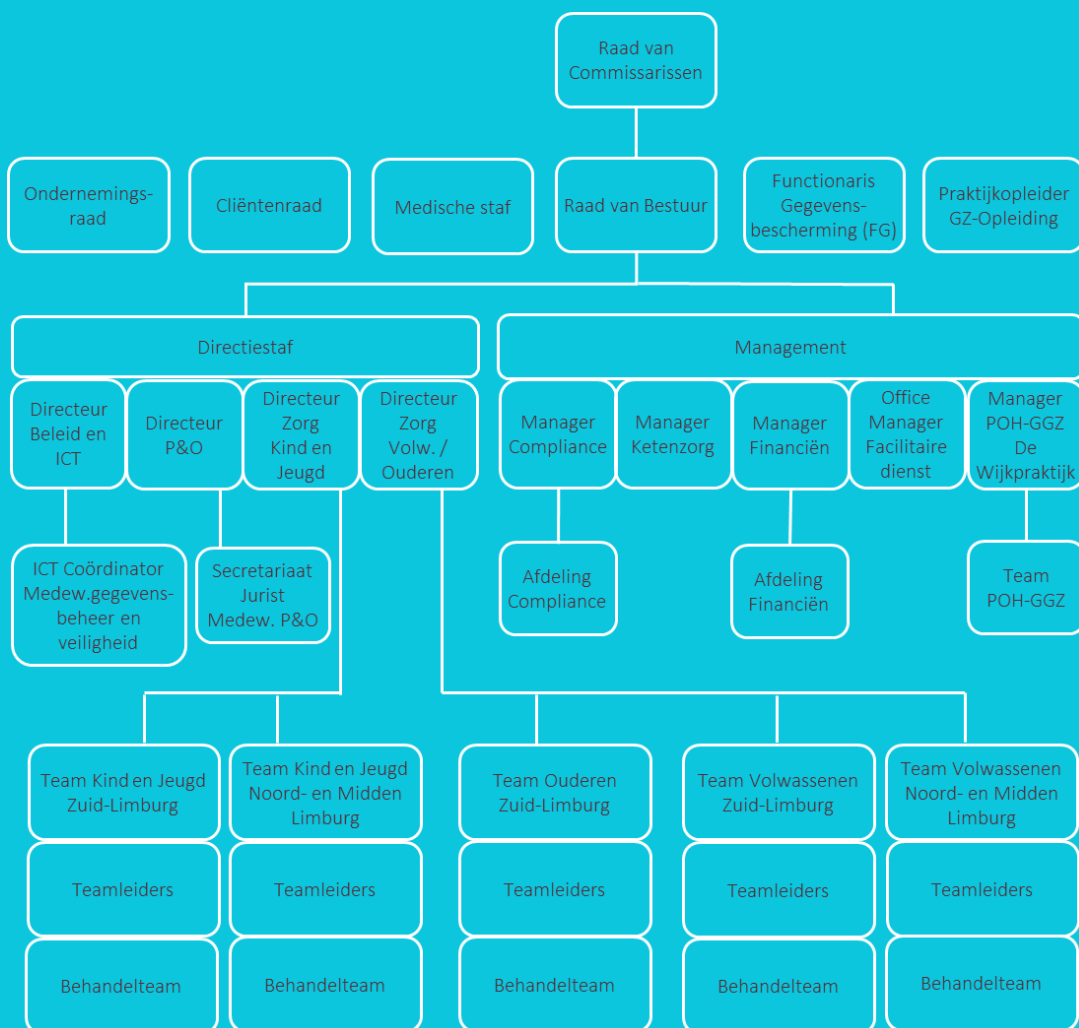 Raad van
Commissarissen
Ondernemings-
raad
Cliëntenraad
Medische staf
Raad van Bestuur
Functionaris
Gegevens-
bescherming (FG)
Praktijkopleider
GZ-Opleiding
Directiestaf
Management
Directeur
Beleid en
ICT
Directeur
P&O
Directeur
Zorg
Kind en
Jeugd
Directeur
Zorg
Volw. /
Ouderen
Manager
Compliance
Manager
Ketenzorg
Manager
Financiën
Office
Manager
Facilitaire
dienst
Manager
POH-GGZ
De
Wijkpraktijk
ICT Coördinator
Medew.gegevens-
beheer en
veiligheid
Secretariaat
Jurist
Medew. P&O
Afdeling
Compliance
Afdeling
Financiën
Team
POH-GGZ
Team Kind en Jeugd
Zuid-Limburg
Team Kind en Jeugd
Noord- en Midden
Limburg
Team Ouderen
Zuid-Limburg
Team Volwassenen
Zuid-Limburg
Team Volwassenen
Noord- en Midden
Limburg
Teamleiders
Teamleiders
Teamleiders
Teamleiders
Teamleiders
Behandelteam
Behandelteam
Behandelteam
Behandelteam
Behandelteam